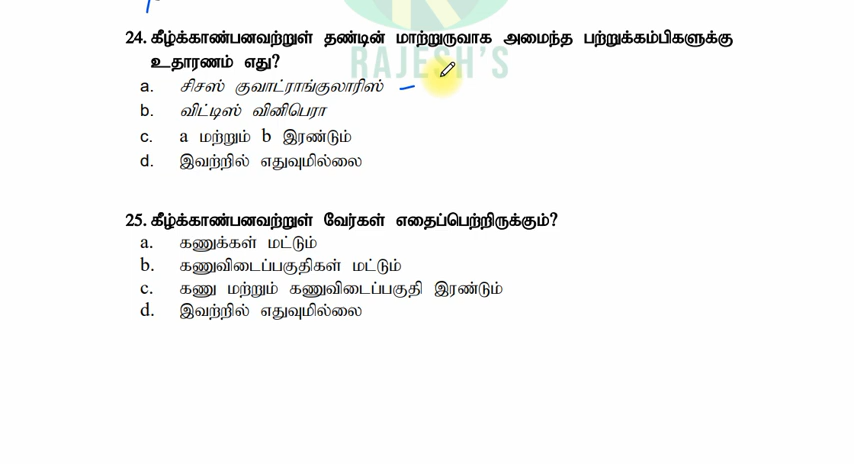 RAJESH'S
24. கீழ்க்காண்பனவற்றுள் தண்டின் மாற்றுருவாக அமைந்த பற்றுக்கம்பிகளுக்கு
உதாரணம் எது?
a. சிசஸ் குவாட்ராங்குலாரிஸ்
b. விட்டிஸ் வினிபெரா
c. a மற்றும் b இரண்டும்
d. இவற்றில் எதுவுமில்லை
25. கீழ்க்காண்பனவற்றுள் வேர்கள் எதைப்பெற்றிருக்கும்?
a. கணுக்கள் மட்டும்
b. கணுவிடைப்பகுதிகள் மட்டும்
c. கணு மற்றும் கணுவிடைப்பகுதி இரண்டும்
d. இவற்றில் எதுவுமில்லை